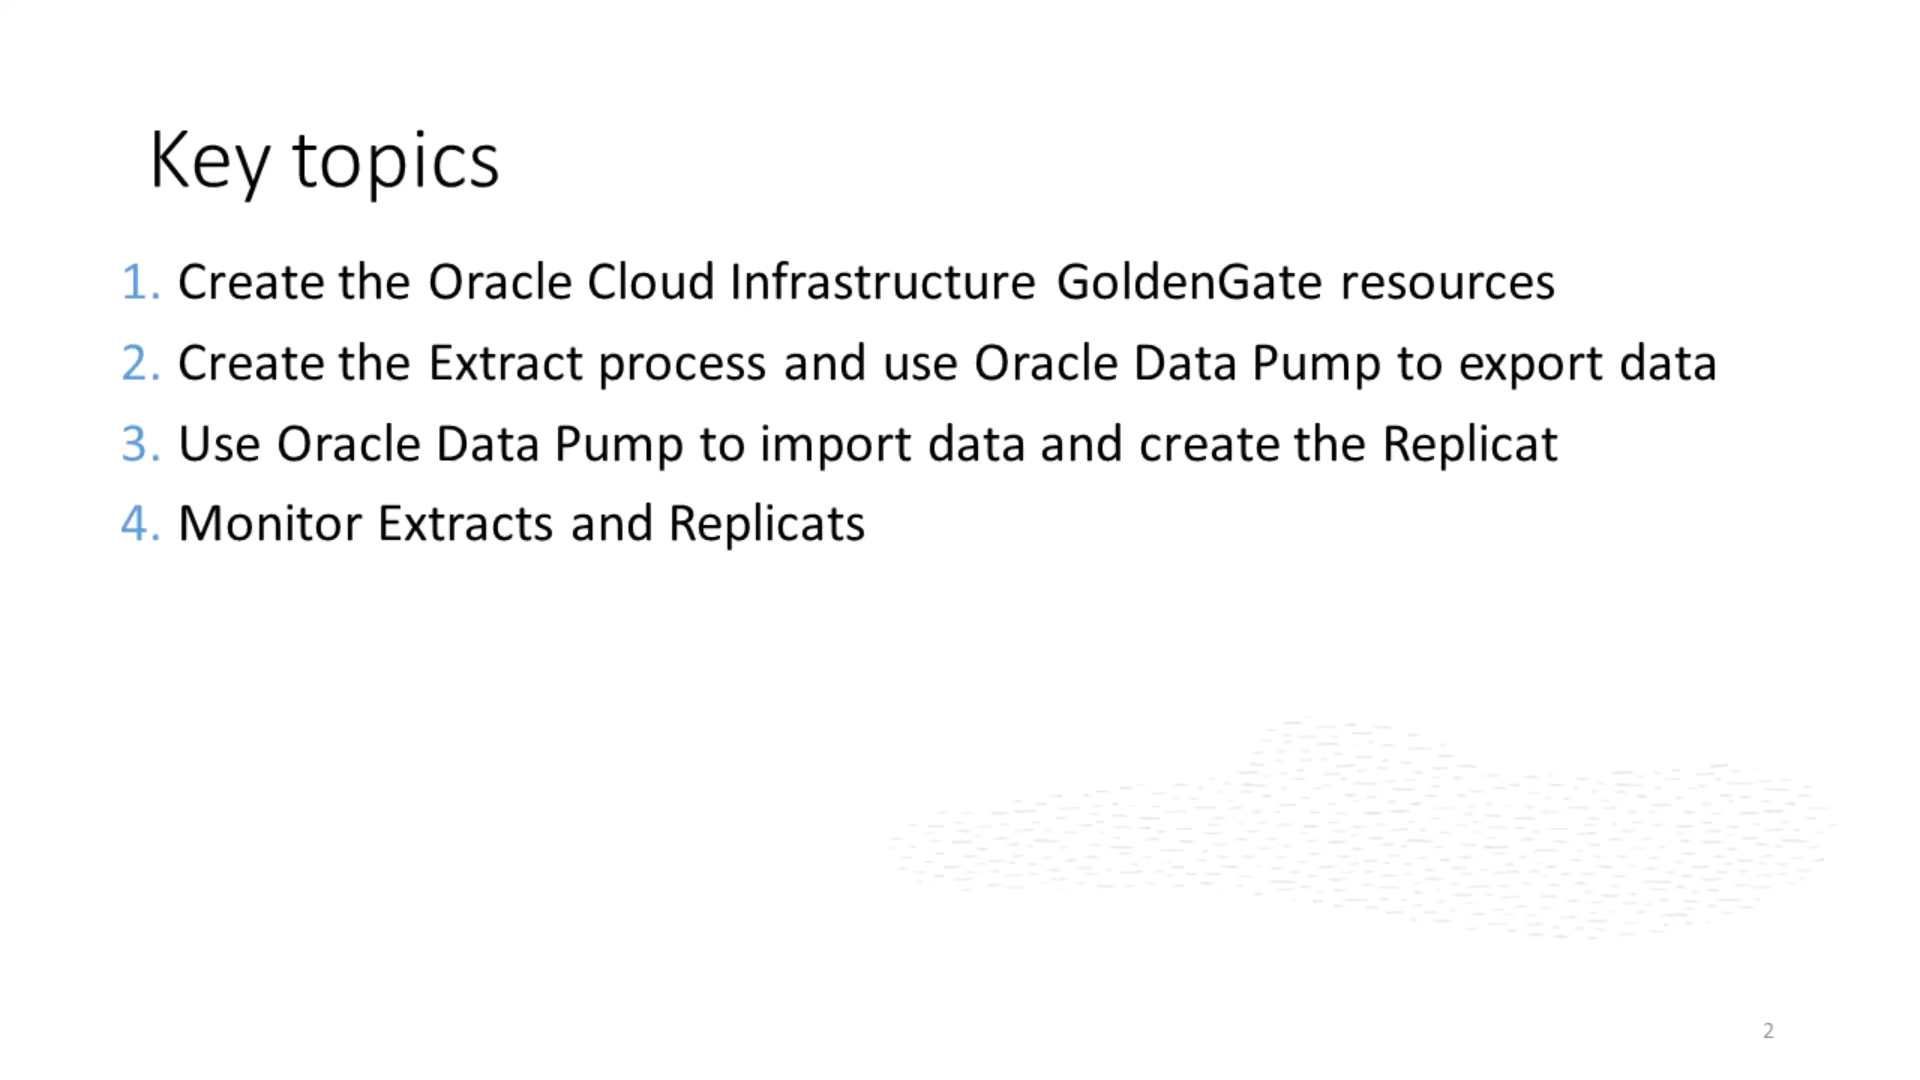 Key topics
1. Create the Oracle Cloud Infrastructure GoldenGate resources
2. Create the Extract process and use Oracle Data Pump to export data
3. Use Oracle Data Pump to import data and create the Replicat
4. Monitor Extracts and Replicats
2